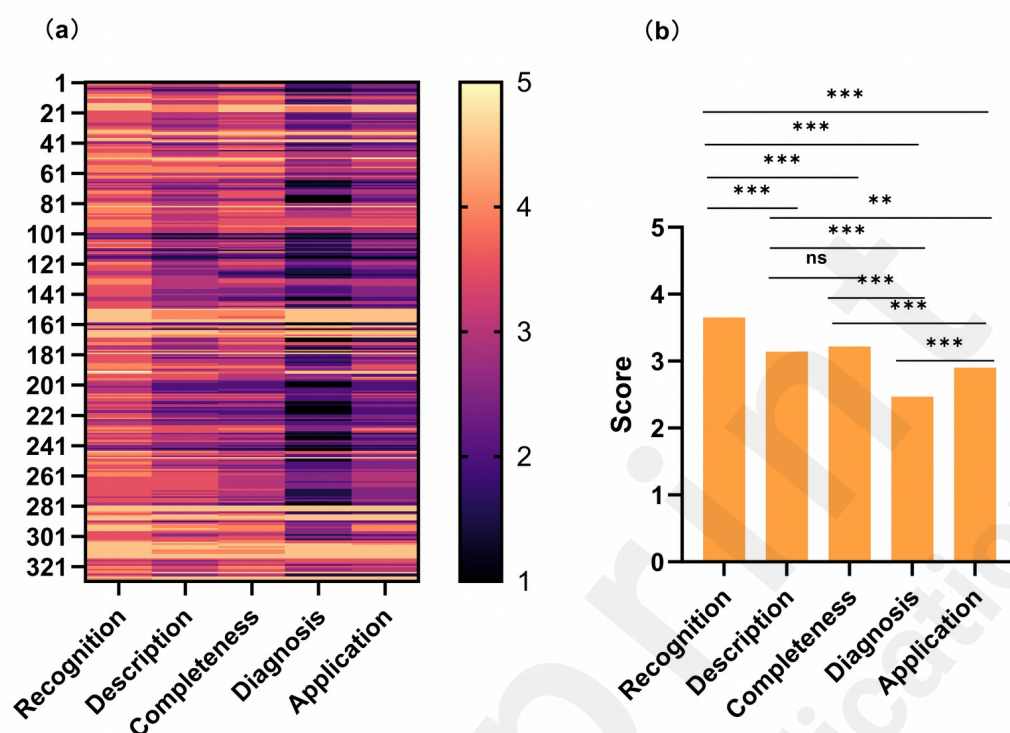 (a)
1
21
41
61
81
101
121
141
161
181
201
221
241
261
281
301
321
Recognition
Description
Completeness
Diagnosis
Application
5
4
3
2
1
(b)
***
***
***
***
**
***
ns
***
***
***
Score
5
4
3
2
1
0
Recognition
Description
Completeness
Diagnosis
Application
print